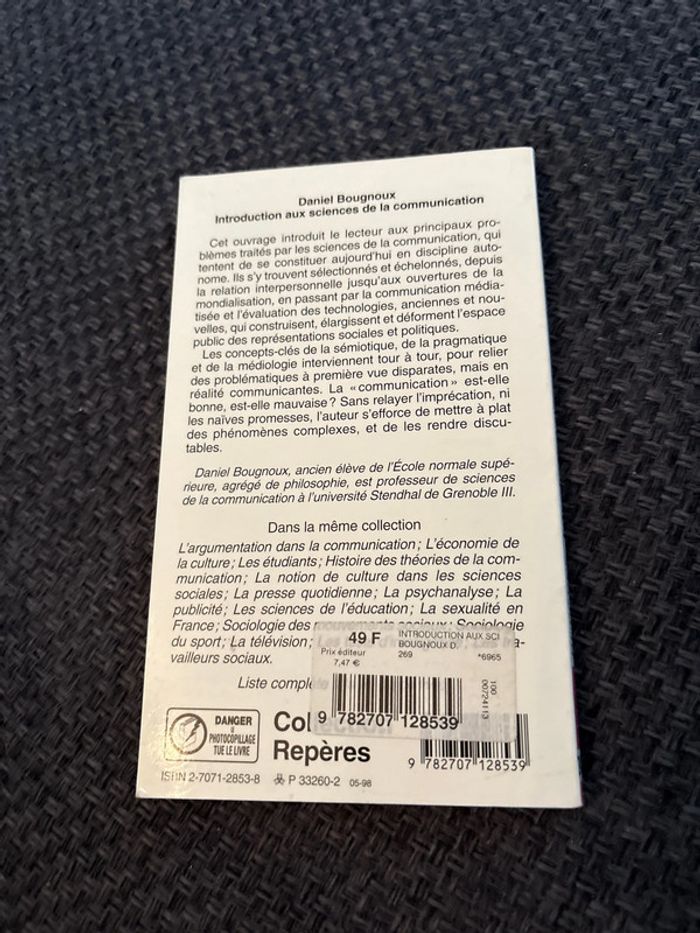 Daniel Bougnoux
Introduction aux sciences de la communication
Cet ouvrage introduit le lecteur aux principaux pro-
blèmes traités par les sciences de la communication, qui
tentent de se constituer aujourd'hui en discipline auto-
nome. Ils s'y trouvent sélectionnés et échelonnés, depuis
la relation interpersonnelle jusqu'aux ouvertures de la
mondialisation, en passant par la communication média-
tisée et l'évaluation des technologies, anciennes et nou-
velles, qui construisent, élargissent et déforment l'espace
public des représentations sociales et politiques.
Les concepts-clés de la sémiotique, de la pragmatique
et de la médiologie interviennent tour à tour, pour relier
des problématiques à première vue disparates, mais en
réalité communicantes. La «communication» est-elle
bonne, est-elle mauvaise? Sans relayer l'imprécation, ni
les naïves promesses, l'auteur s'efforce de mettre à plat
des phénomènes complexes, et de les rendre discu-
tables.
Daniel Bougnoux, ancien élève de l'École normale supé-
rieure, agrégé de philosophie, est professeur de sciences
de la communication à l'université Stendhal de Grenoble III.
Dans la même collection
L'argumentation dans la communication; L'économie de
la culture; Les étudiants; Histoire des théories de la com-
munication; La notion de culture dans les sciences
sociales; La presse quotidienne; La psychanalyse; La
publicité; Les sciences de l'éducation; La sexualité en
France; Sociologie des mouvements sociaux; Sociologie
du sport; La télévision;
vailleurs sociaux.
49 F
Prix éditeur
7,47 €
INTRODUCTION AUX SCI
BOUGNOUX D.
269 *6965
100
00724113
9 782707 128539
Liste complète
DANGER
LE
PHOTOCOPILLAGE
TUE LE LIVRE
Collection
Repères
9 782707 128539
ISBN 2-7071-2853-8 P 33260-2 05-98